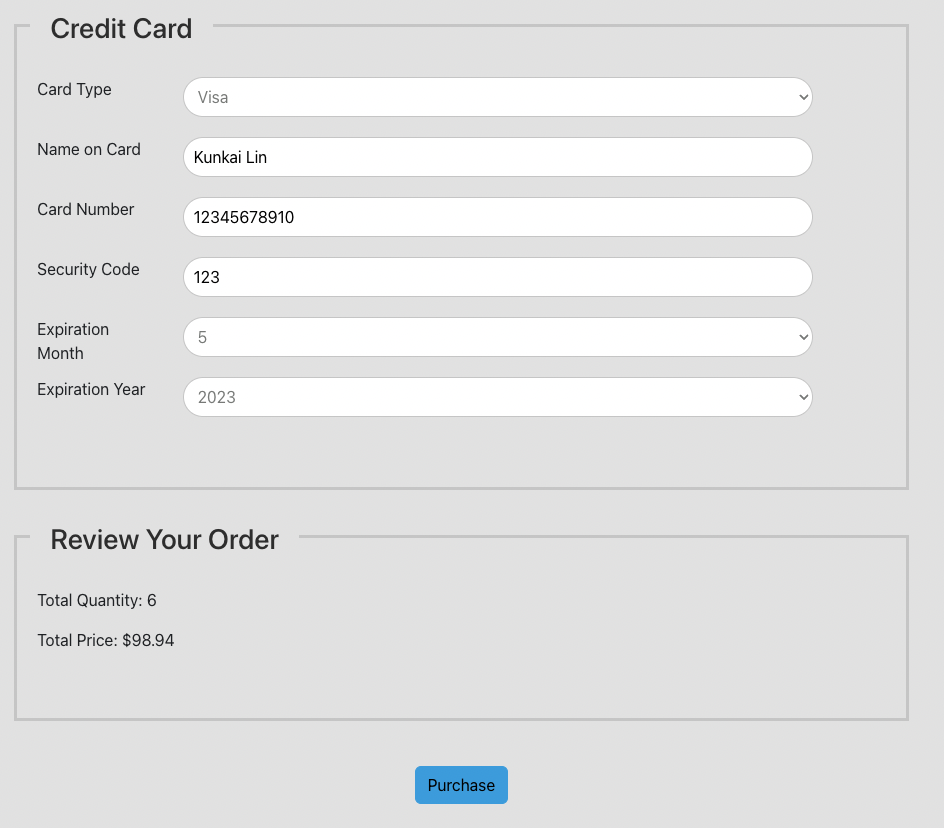 Credit Card
Card Type
Visa
Name on Card
Kunkai Lin
Card Number
12345678910
Security Code
123
Expiration
Month
5
Expiration Year
2023
Review Your Order
Total Quantity: 6
Total Price: $98.94
Purchase